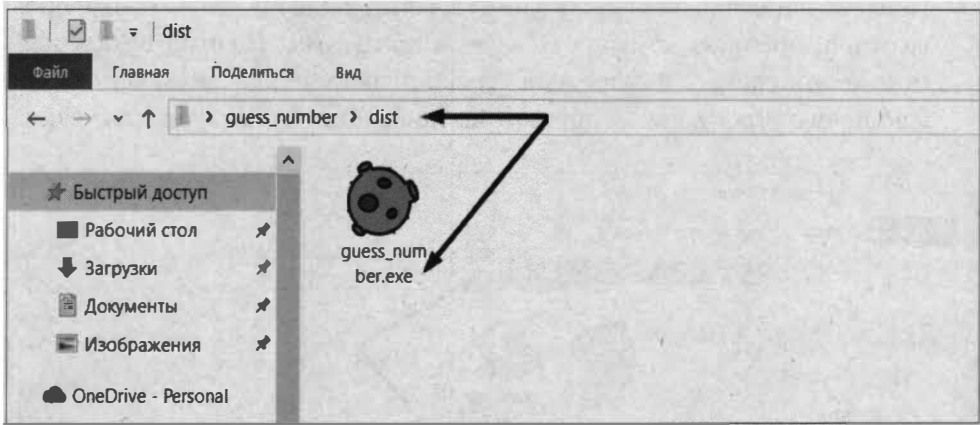 dist
Файл Главная Поделиться Вид
guess_number > dist
Быстрый доступ
Рабочий стол
Загрузки
Документы
Изображения
OneDrive - Personal
guess_num
ber.exe